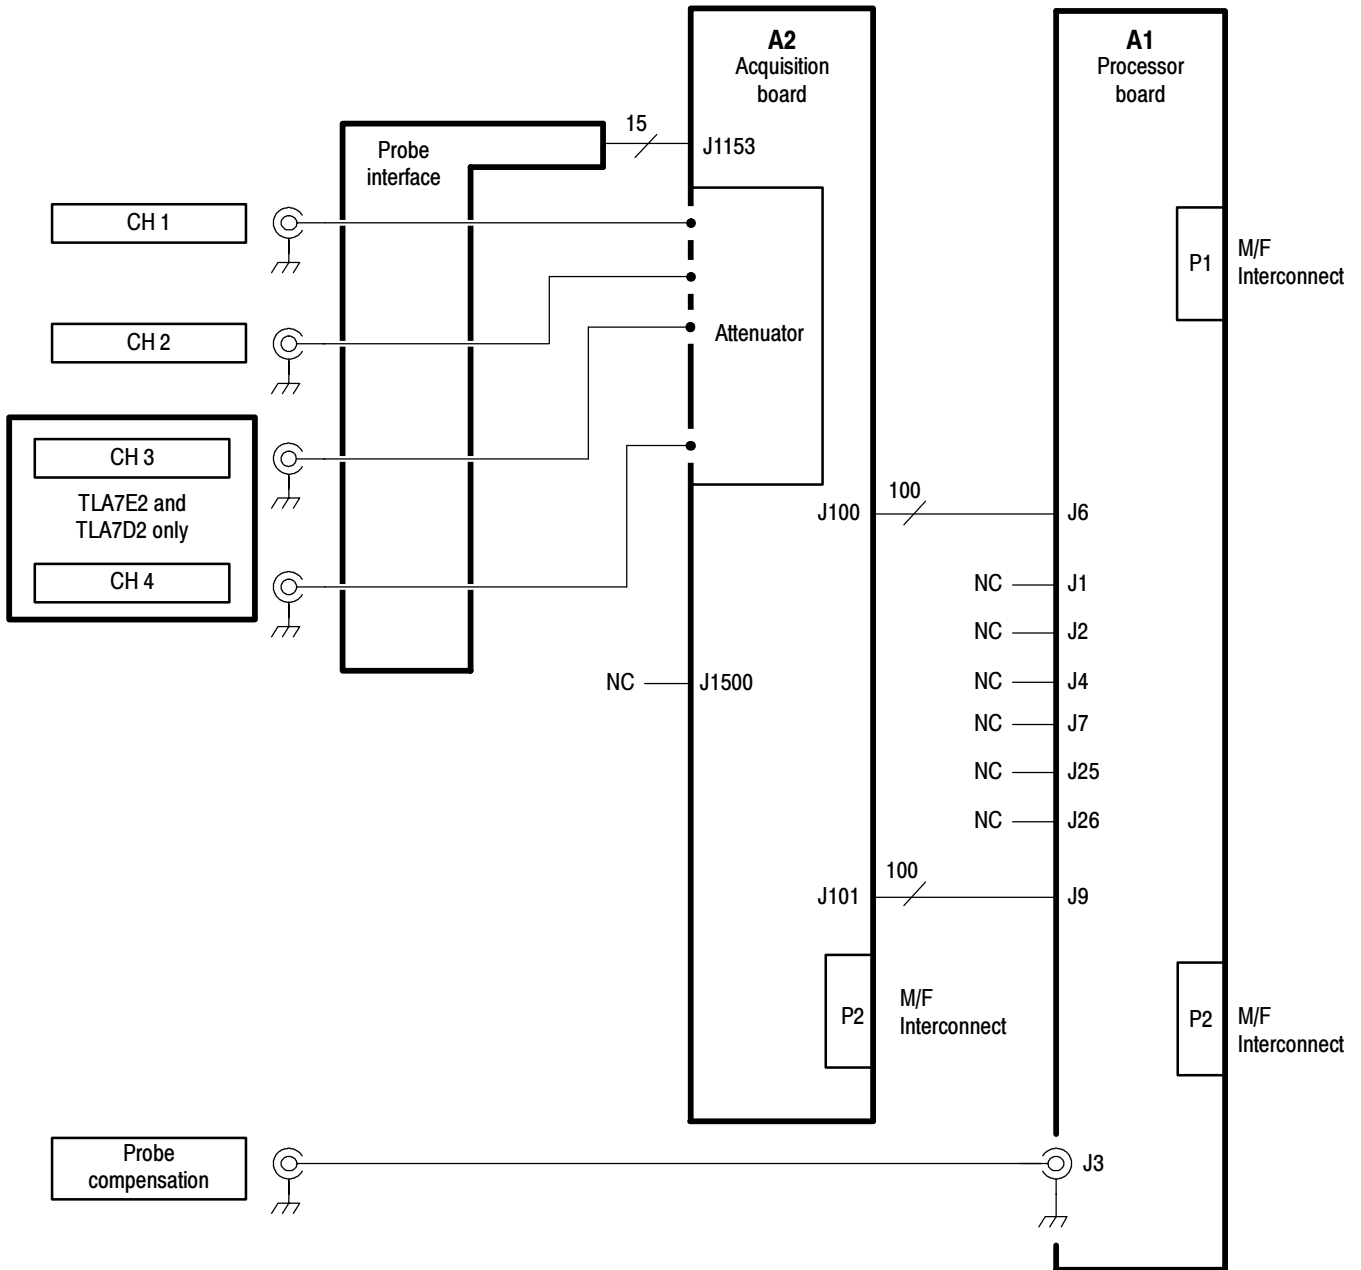 A2
Acquisition
board
A1
Processor
board
15
J1153
Probe
interface
CH 1
P1
M/F
Interconnect
CH 2
Attenuator
CH 3
TLA7E2 and
TLA7D2 only
CH 4
J100
100
J6
NC
J1
NC
J2
NC
J1500
NC
J4
NC
J7
NC
J25
NC
J26
J101
100
J9
P2
M/F
Interconnect
P2
M/F
Interconnect
Probe
compensation
J3